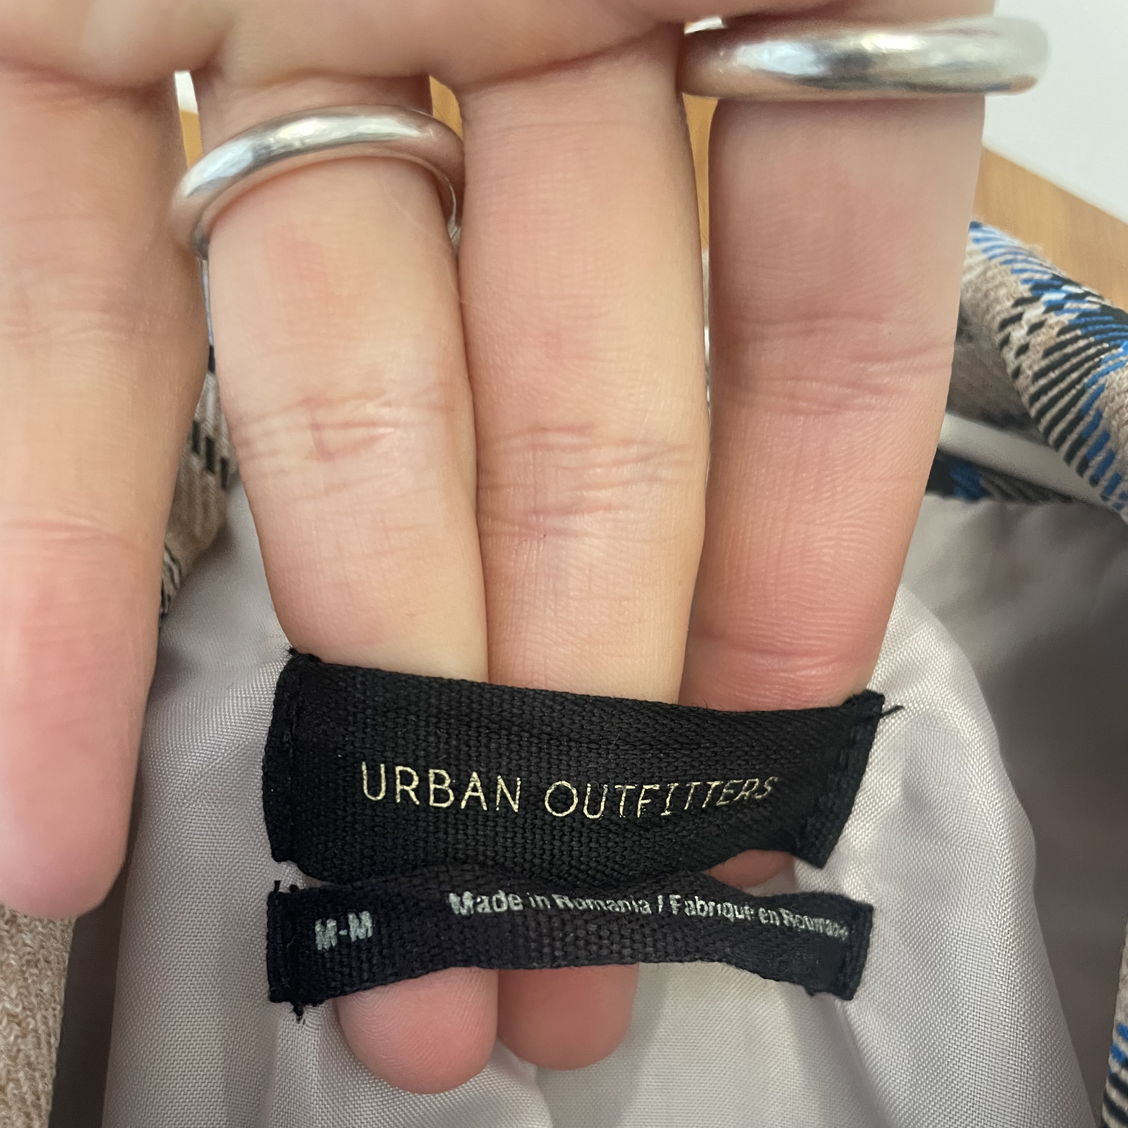 URBAN OUTFITTERS
M-M Made in Romania / Fabriqué en Roumanie